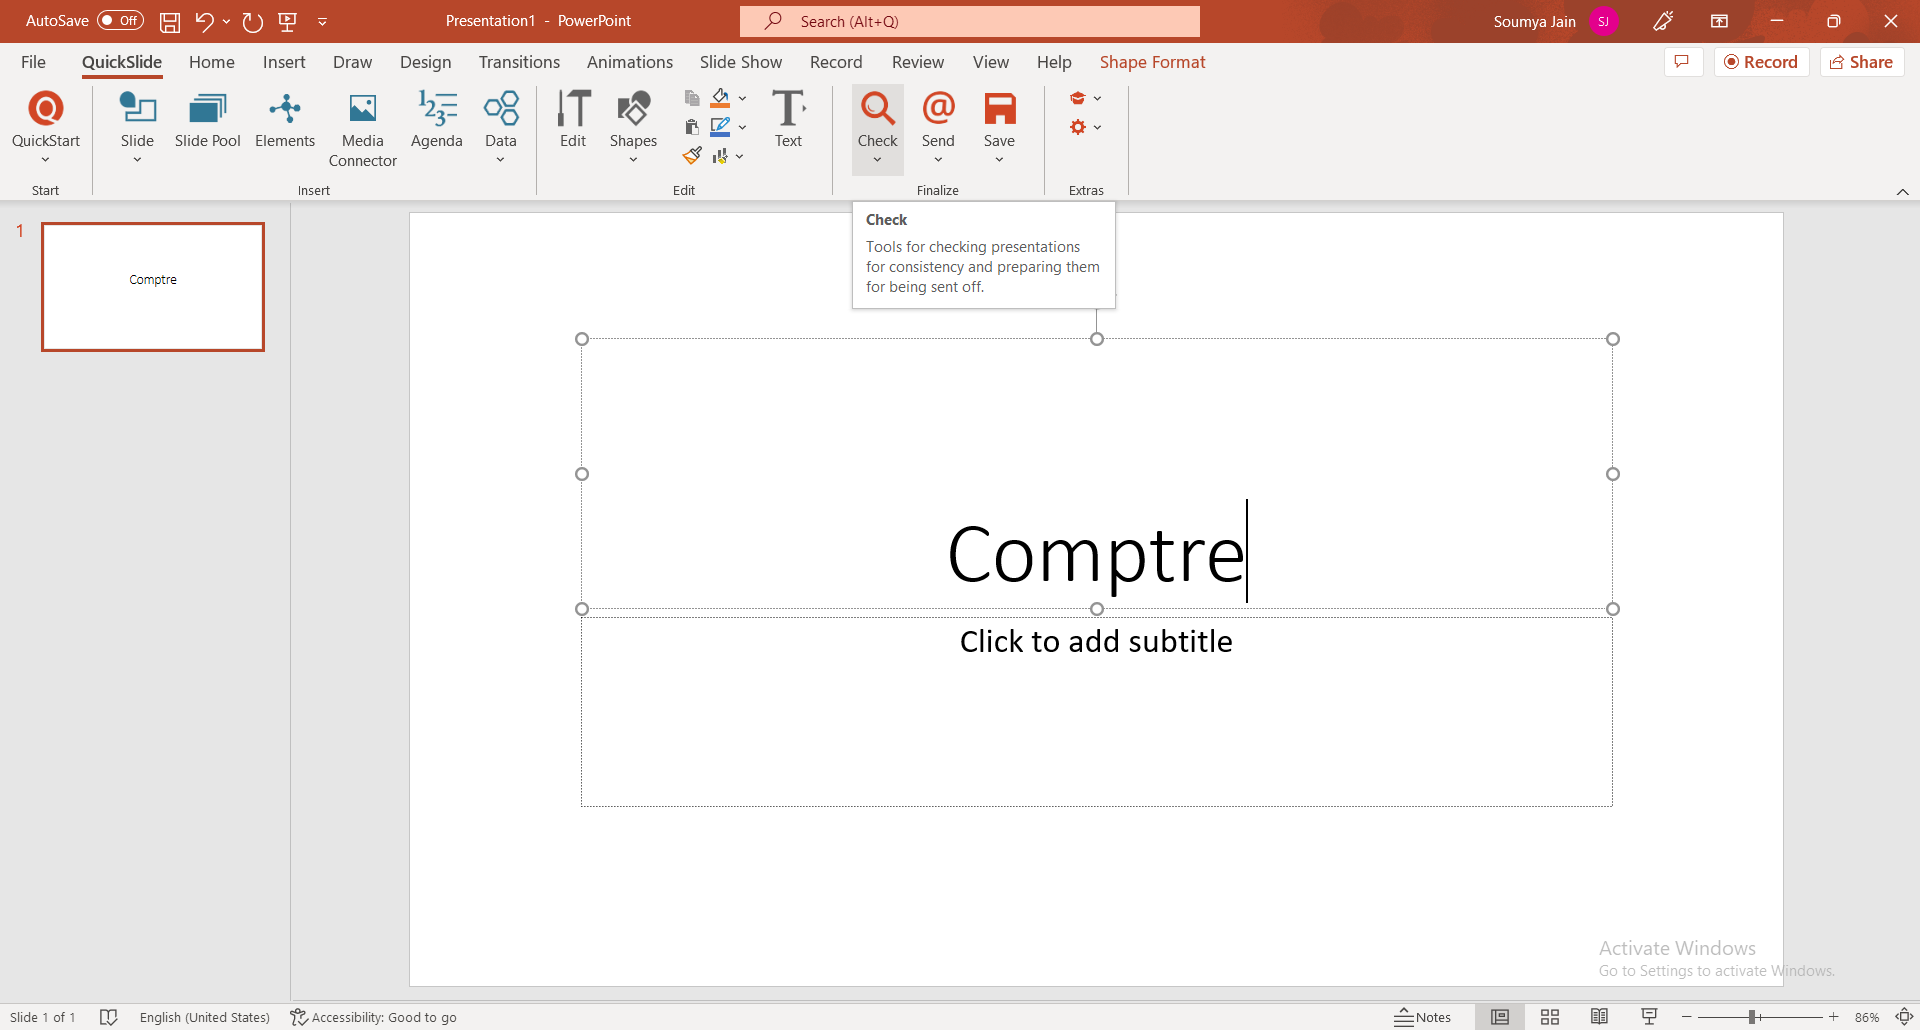 AutoSave Off
Presentation1 - PowerPoint
Search (Alt+Q)
Soumya Jain SJ
File QuickSlide Home Insert Draw Design Transitions Animations Slide Show Record Review View Help Shape Format
Record Share
QuickStart Slide Slide Pool Elements Media Connector Agenda Data Edit Shapes Text Check Send Save
Start Insert Edit Finalize Extras
Check
Tools for checking presentations
for consistency and preparing them
for being sent off.
1
Comptre
Comptre
Click to add subtitle
Activate Windows
Go to Settings to activate Windows.
Slide 1 of 1 English (United States) Accessibility: Good to go Notes 86%